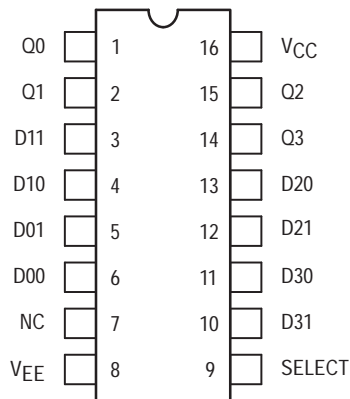 Q0 1 16 VCC
Q1 2 15 Q2
D11 3 14 Q3
D10 4 13 D20
D01 5 12 D21
D00 6 11 D30
NC 7 10 D31
VEE 8 9 SELECT